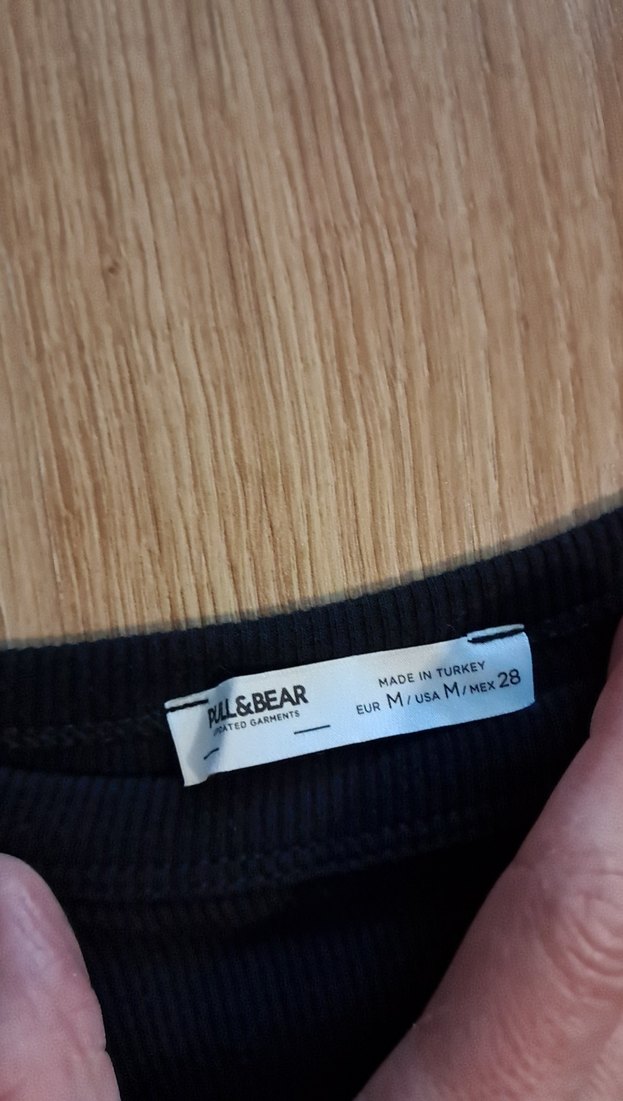 PULL&BEAR
UPDATED GARMENTS
MADE IN TURKEY
EUR M / USA M / MEX 28